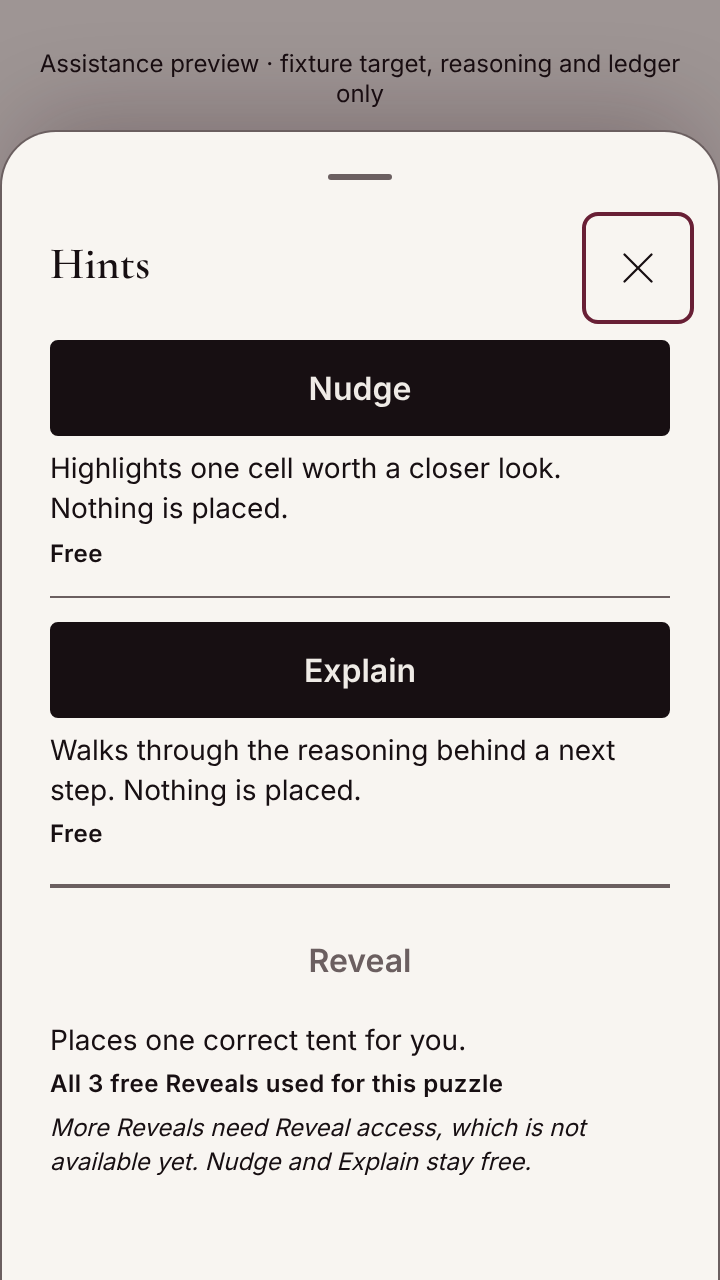 Assistance preview · fixture target, reasoning and ledger
only
Hints
Nudge
Highlights one cell worth a closer look.
Nothing is placed.
Free
Explain
Walks through the reasoning behind a next
step. Nothing is placed.
Free
Reveal
Places one correct tent for you.
All 3 free Reveals used for this puzzle
More Reveals need Reveal access, which is not
available yet. Nudge and Explain stay free.